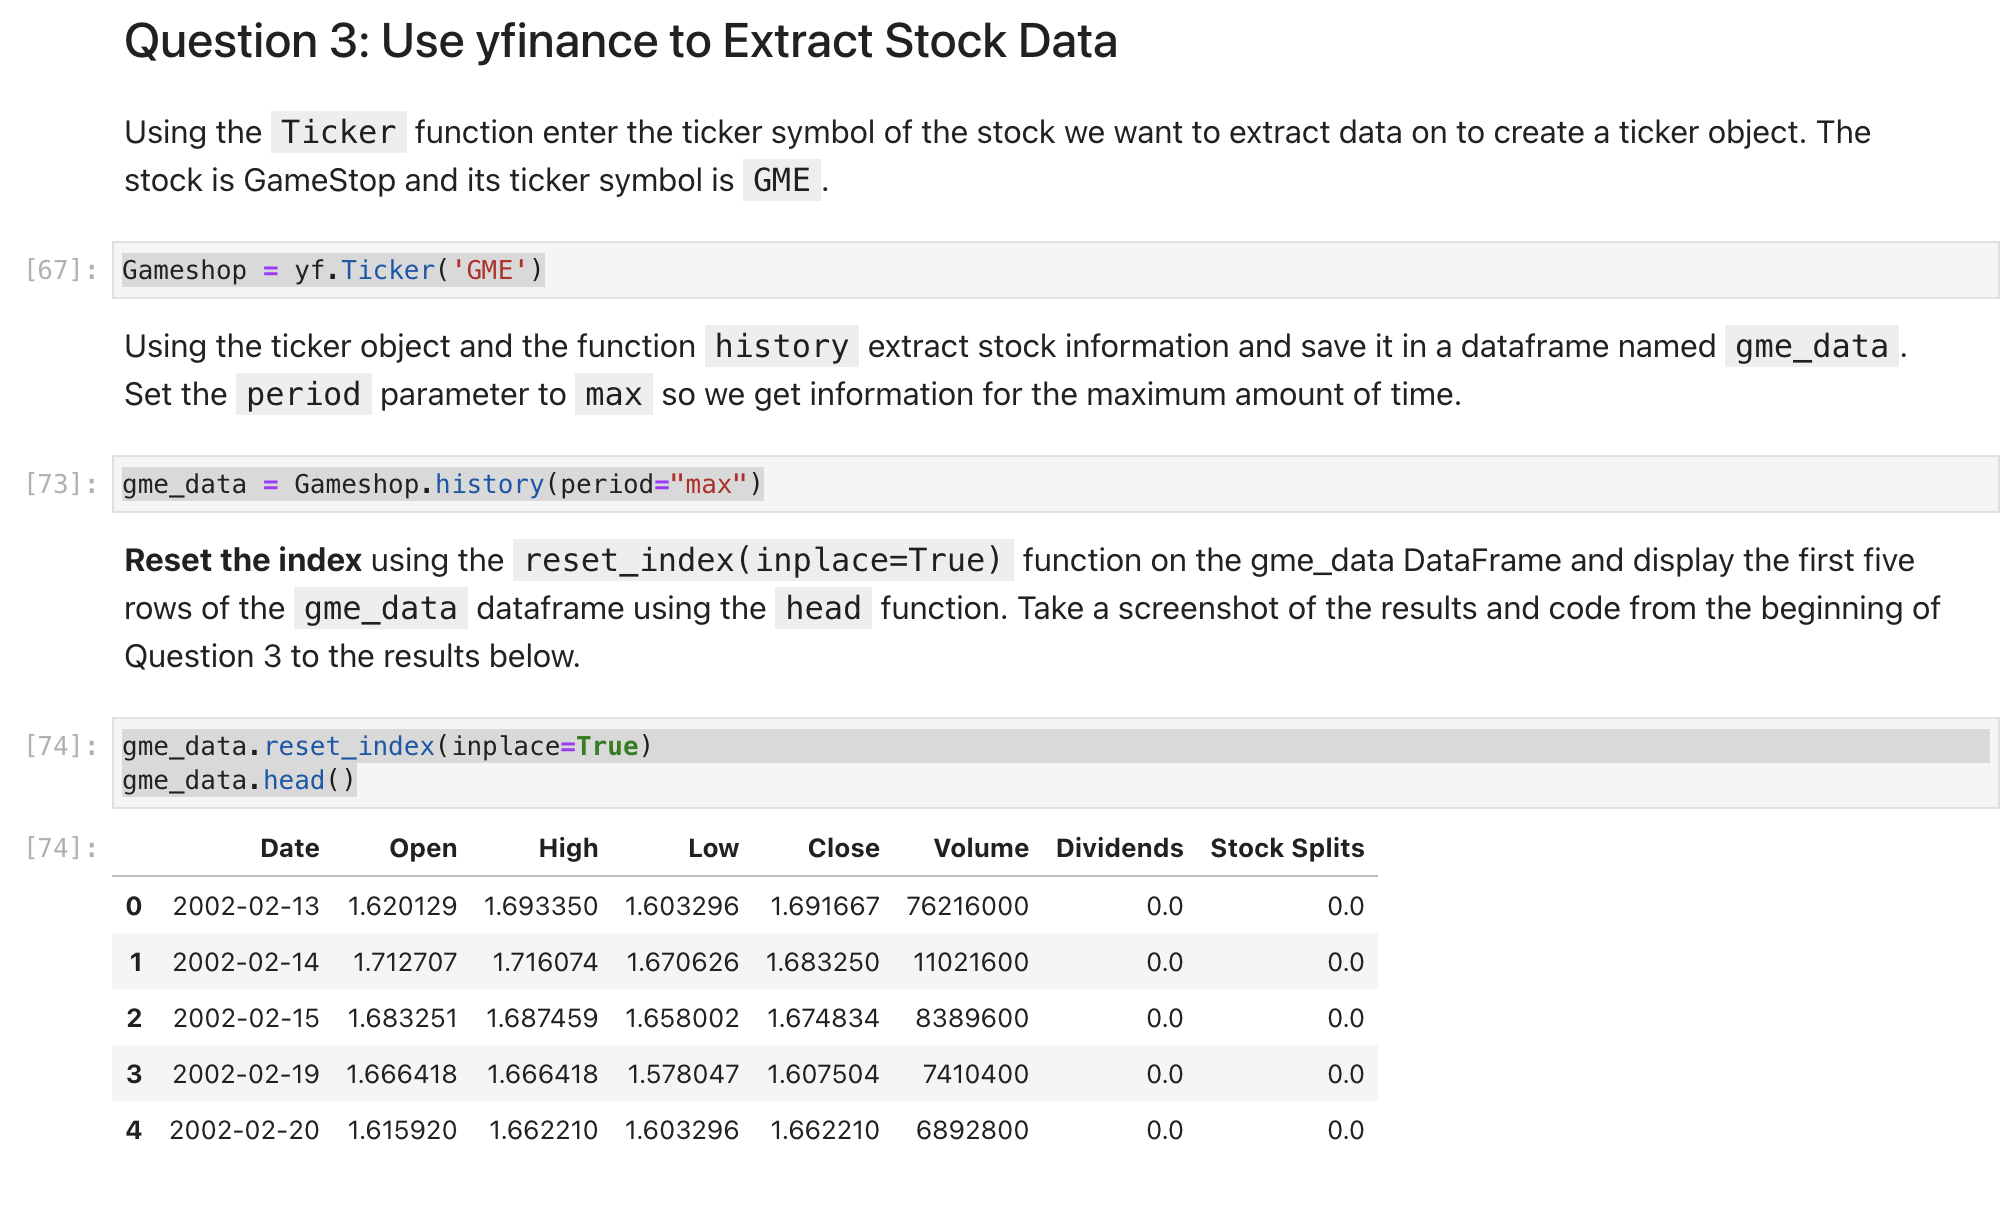 Question 3: Use yfinance to Extract Stock Data
Using the Ticker function enter the ticker symbol of the stock we want to extract data on to create a ticker object. The
stock is GameStop and its ticker symbol is GME .
[67]: Gameshop = yf.Ticker('GME')
Using the ticker object and the function history extract stock information and save it in a dataframe named gme_data .
Set the period parameter to max so we get information for the maximum amount of time.
[73]: gme_data = Gameshop.history(period="max")
Reset the index using the reset_index(inplace=True) function on the gme_data DataFrame and display the first five
rows of the gme_data dataframe using the head function. Take a screenshot of the results and code from the beginning of
Question 3 to the results below.
[74]: gme_data.reset_index(inplace=True)
gme_data.head()
[74]: Date Open High Low Close Volume Dividends Stock Splits
0 2002-02-13 1.620129 1.693350 1.603296 1.691667 76216000 0.0 0.0
1 2002-02-14 1.712707 1.716074 1.670626 1.683250 11021600 0.0 0.0
2 2002-02-15 1.683251 1.687459 1.658002 1.674834 8389600 0.0 0.0
3 2002-02-19 1.666418 1.666418 1.578047 1.607504 7410400 0.0 0.0
4 2002-02-20 1.615920 1.662210 1.603296 1.662210 6892800 0.0 0.0